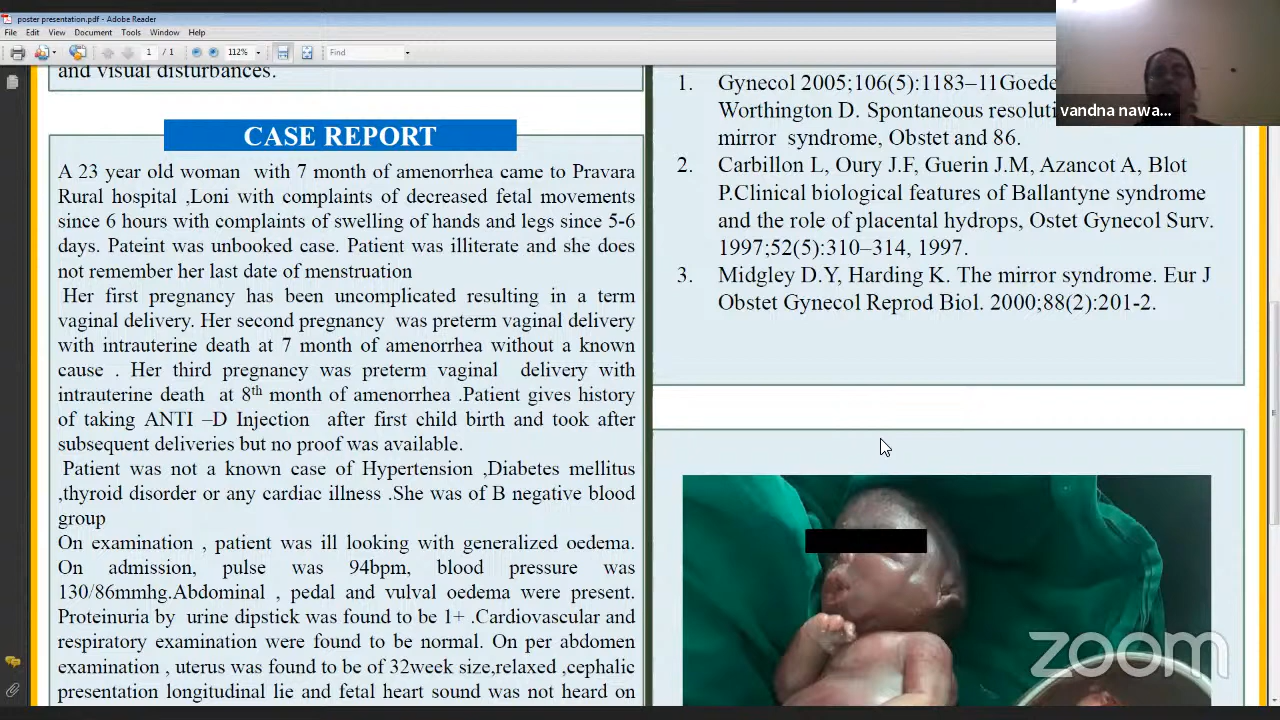 poster presentation.pdf - Adobe Reader
File Edit View Document Tools Window Help
1 / 1 112% Find
and visual disturbances.
CASE REPORT
A 23 year old woman with 7 month of amenorrhea came to Pravara
Rural hospital ,Loni with complaints of decreased fetal movements
since 6 hours with complaints of swelling of hands and legs since 5-6
days. Pateint was unbooked case. Patient was illiterate and she does
not remember her last date of menstruation
Her first pregnancy has been uncomplicated resulting in a term
vaginal delivery. Her second pregnancy was preterm vaginal delivery
with intrauterine death at 7 month of amenorrhea without a known
cause . Her third pregnancy was preterm vaginal delivery with
intrauterine death at 8th month of amenorrhea .Patient gives history
of taking ANTI –D Injection after first child birth and took after
subsequent deliveries but no proof was available.
Patient was not a known case of Hypertension ,Diabetes mellitus
,thyroid disorder or any cardiac illness .She was of B negative blood
group
On examination , patient was ill looking with generalized oedema.
On admission, pulse was 94bpm, blood pressure was
130/86mmhg.Abdominal , pedal and vulval oedema were present.
Proteinuria by urine dipstick was found to be 1+ .Cardiovascular and
respiratory examination were found to be normal. On per abdomen
examination , uterus was found to be of 32week size,relaxed ,cephalic
presentation longitudinal lie and fetal heart sound was not heard on
1. Gynecol 2005;106(5):1183–11Goede
Worthington D. Spontaneous resoluti
mirror syndrome, Obstet and 86.
2. Carbillon L, Oury J.F, Guerin J.M, Azancot A, Blot
P.Clinical biological features of Ballantyne syndrome
and the role of placental hydrops, Ostet Gynecol Surv.
1997;52(5):310–314, 1997.
3. Midgley D.Y, Harding K. The mirror syndrome. Eur J
Obstet Gynecol Reprod Biol. 2000;88(2):201-2.
vandna nawa...
zoom